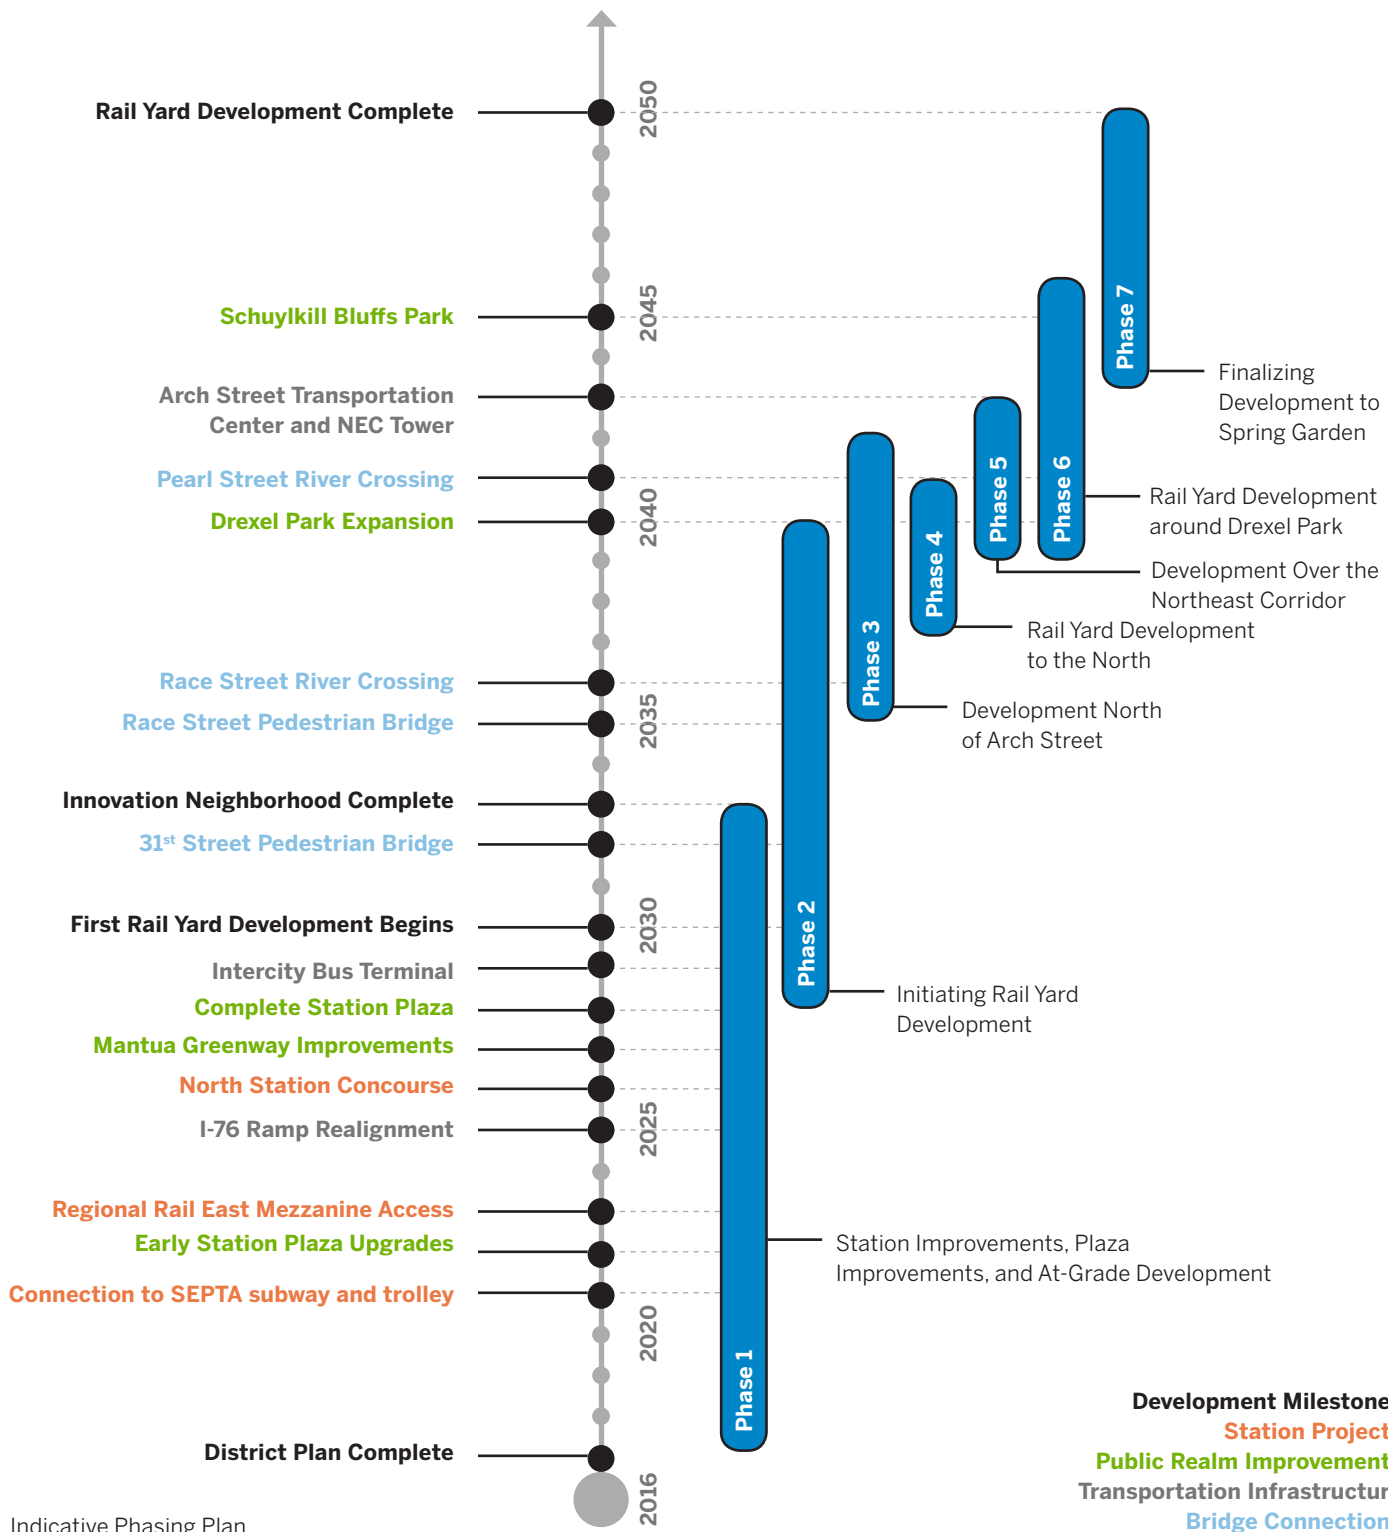 Rail Yard Development Complete
2050
Schuylkill Bluffs Park
2045
Arch Street Transportation
Center and NEC Tower
Pearl Street River Crossing
Drexel Park Expansion
2040
Race Street River Crossing
Race Street Pedestrian Bridge
2035
Innovation Neighborhood Complete
31st Street Pedestrian Bridge
First Rail Yard Development Begins
2030
Intercity Bus Terminal
Complete Station Plaza
Mantua Greenway Improvements
North Station Concourse
I-76 Ramp Realignment
2025
Regional Rail East Mezzanine Access
Early Station Plaza Upgrades
Connection to SEPTA subway and trolley
2020
District Plan Complete
2016
Phase 7
Finalizing
Development to
Spring Garden
Phase 6
Rail Yard Development
around Drexel Park
Phase 5
Development Over the
Northeast Corridor
Phase 4
Rail Yard Development
to the North
Phase 3
Development North
of Arch Street
Phase 2
Initiating Rail Yard
Development
Phase 1
Station Improvements, Plaza
Improvements, and At-Grade Development
Development Milestone
Station Project
Public Realm Improvement
Transportation Infrastructur
Bridge Connection
Indicative Phasing Plan